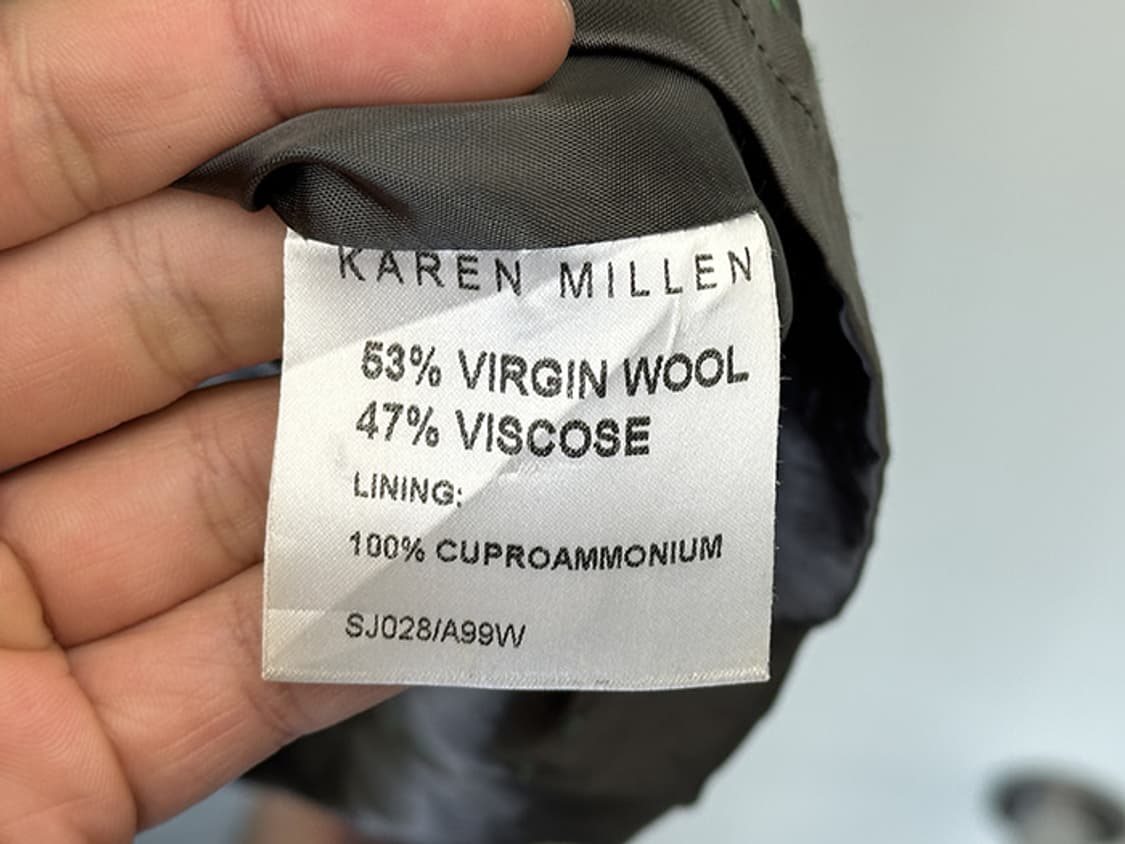 KAREN MILLEN
53% VIRGIN WOOL
47% VISCOSE
LINING:
100% CUPROAMMONIUM
SJ028/A99W